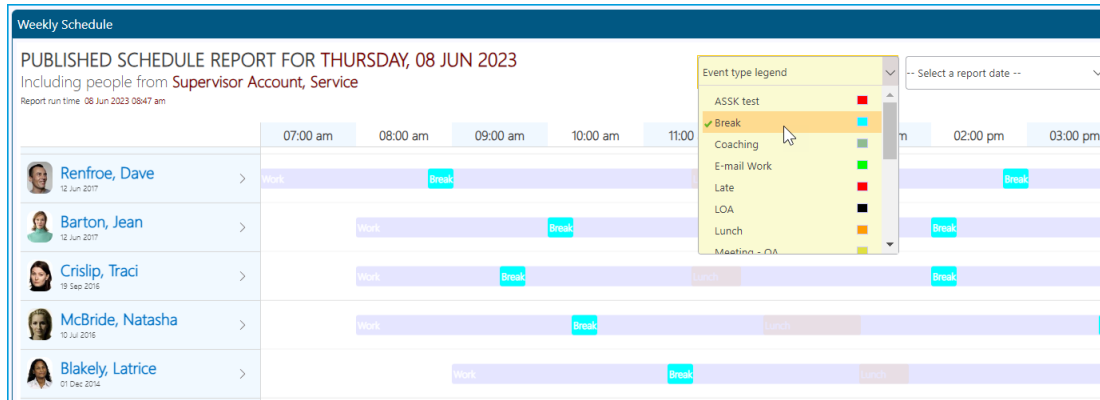 Weekly Schedule
PUBLISHED SCHEDULE REPORT FOR THURSDAY, 08 JUN 2023
Including people from Supervisor Account, Service
Report run time 08 Jun 2023 08:47 am
Event type legend
-- Select a report date --
ASSK test
Break
Coaching
E-mail Work
Late
LOA
Lunch
Meeting - QA
07:00 am 08:00 am 09:00 am 10:00 am 11:00 m 02:00 pm 03:00 pm
Renfroe, Dave
12 Jun 2017
Work Break Break
Barton, Jean
12 Jun 2017
Work Break Break
Crislip, Traci
19 Sep 2016
Work Break Lunch Break
McBride, Natasha
10 Jul 2016
Work Break Lunch
Blakely, Latrice
01 Dec 2014
Work Break Lunch